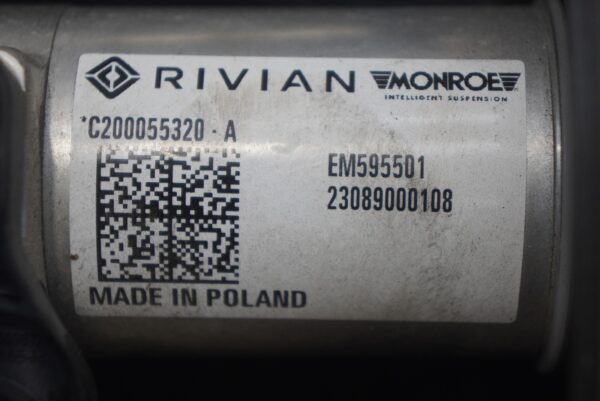 RIVIAN MONROE
INTELLIGENT SUSPENSION
*C200055320 - A
EM595501
23089000108
MADE IN POLAND